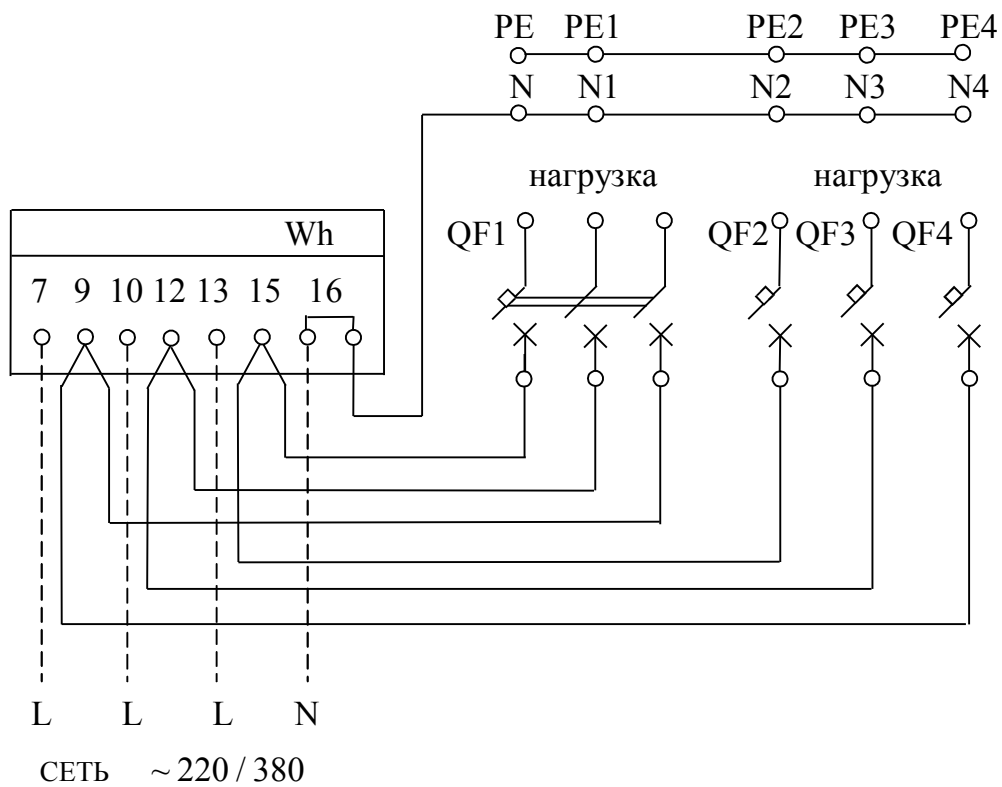 PE PE1 PE2 PE3 PE4
N N1 N2 N3 N4
нагрузка нагрузка
Wh QF1 QF2 QF3 QF4
7 9 10 12 13 15 16
L L L N
СЕТЬ ~ 220 / 380